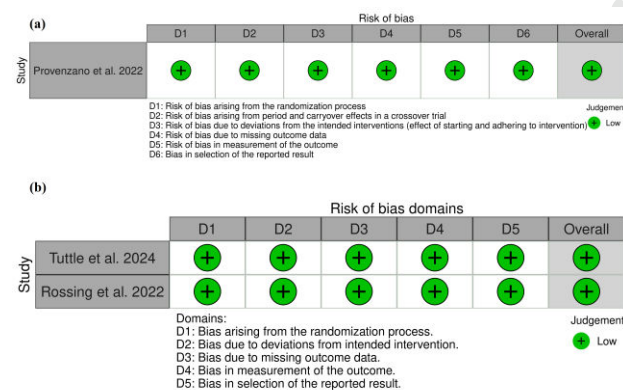 (a)
Risk of bias
D1 D2 D3 D4 D5 D6 Overall
Study
Provenzano et al. 2022
D1: Risk of bias arising from the randomization process
D2: Risk of bias arising from period and carryover effects in a crossover trial
D3: Risk of bias due to deviations from the intended interventions (effect of starting and adhering to intervention)
D4: Risk of bias due to missing outcome data
D5: Risk of bias in measurement of the outcome
D6: Bias in selection of the reported result
Judgement
Low
(b)
Risk of bias domains
D1 D2 D3 D4 D5 Overall
Study
Tuttle et al. 2024
Rossing et al. 2022
Domains:
D1: Bias arising from the randomization process.
D2: Bias due to deviations from intended intervention.
D3: Bias due to missing outcome data.
D4: Bias in measurement of the outcome.
D5: Bias in selection of the reported result.
Judgement
Low